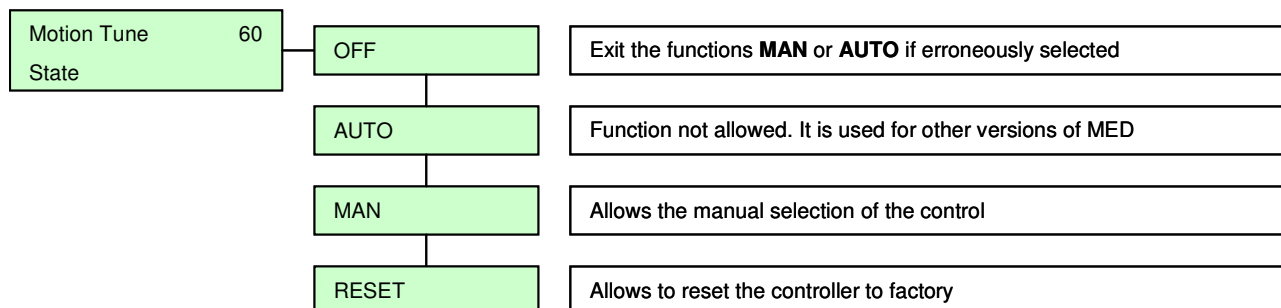 Motion Tune 60
State
OFF
Exit the functions MAN or AUTO if erroneously selected
AUTO
Function not allowed. It is used for other versions of MED
MAN
Allows the manual selection of the control
RESET
Allows to reset the controller to factory